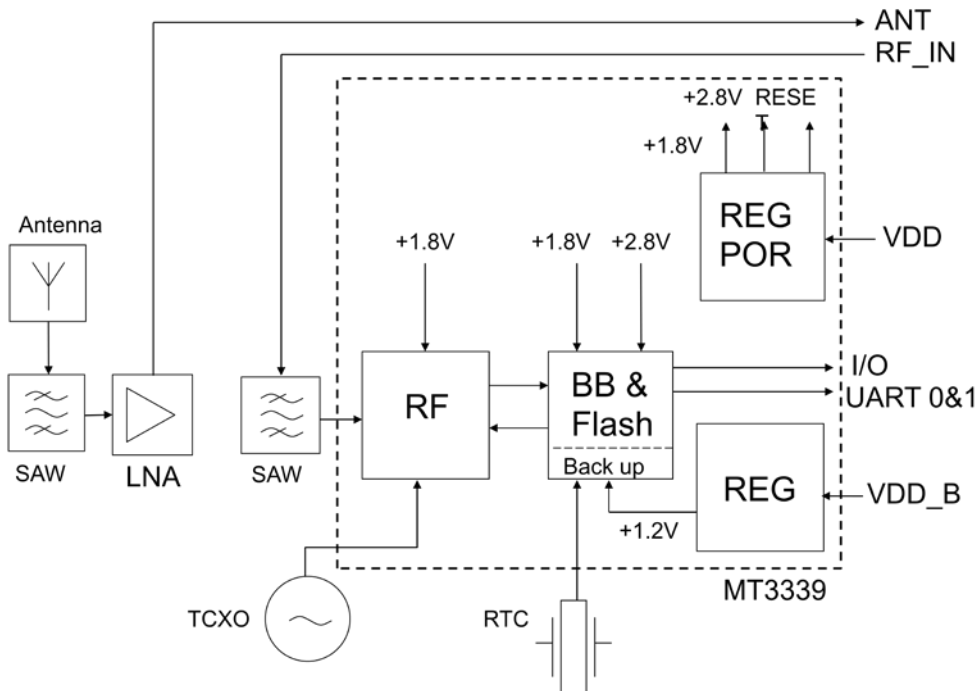 ANT
RF_IN
+2.8V RESE
T
+1.8V
REG
POR
VDD
Antenna
+1.8V
+1.8V
+2.8V
RF
BB &
Flash
Back up
I/O
UART 0&1
SAW
LNA
SAW
REG
VDD_B
+1.2V
MT3339
TCXO
RTC